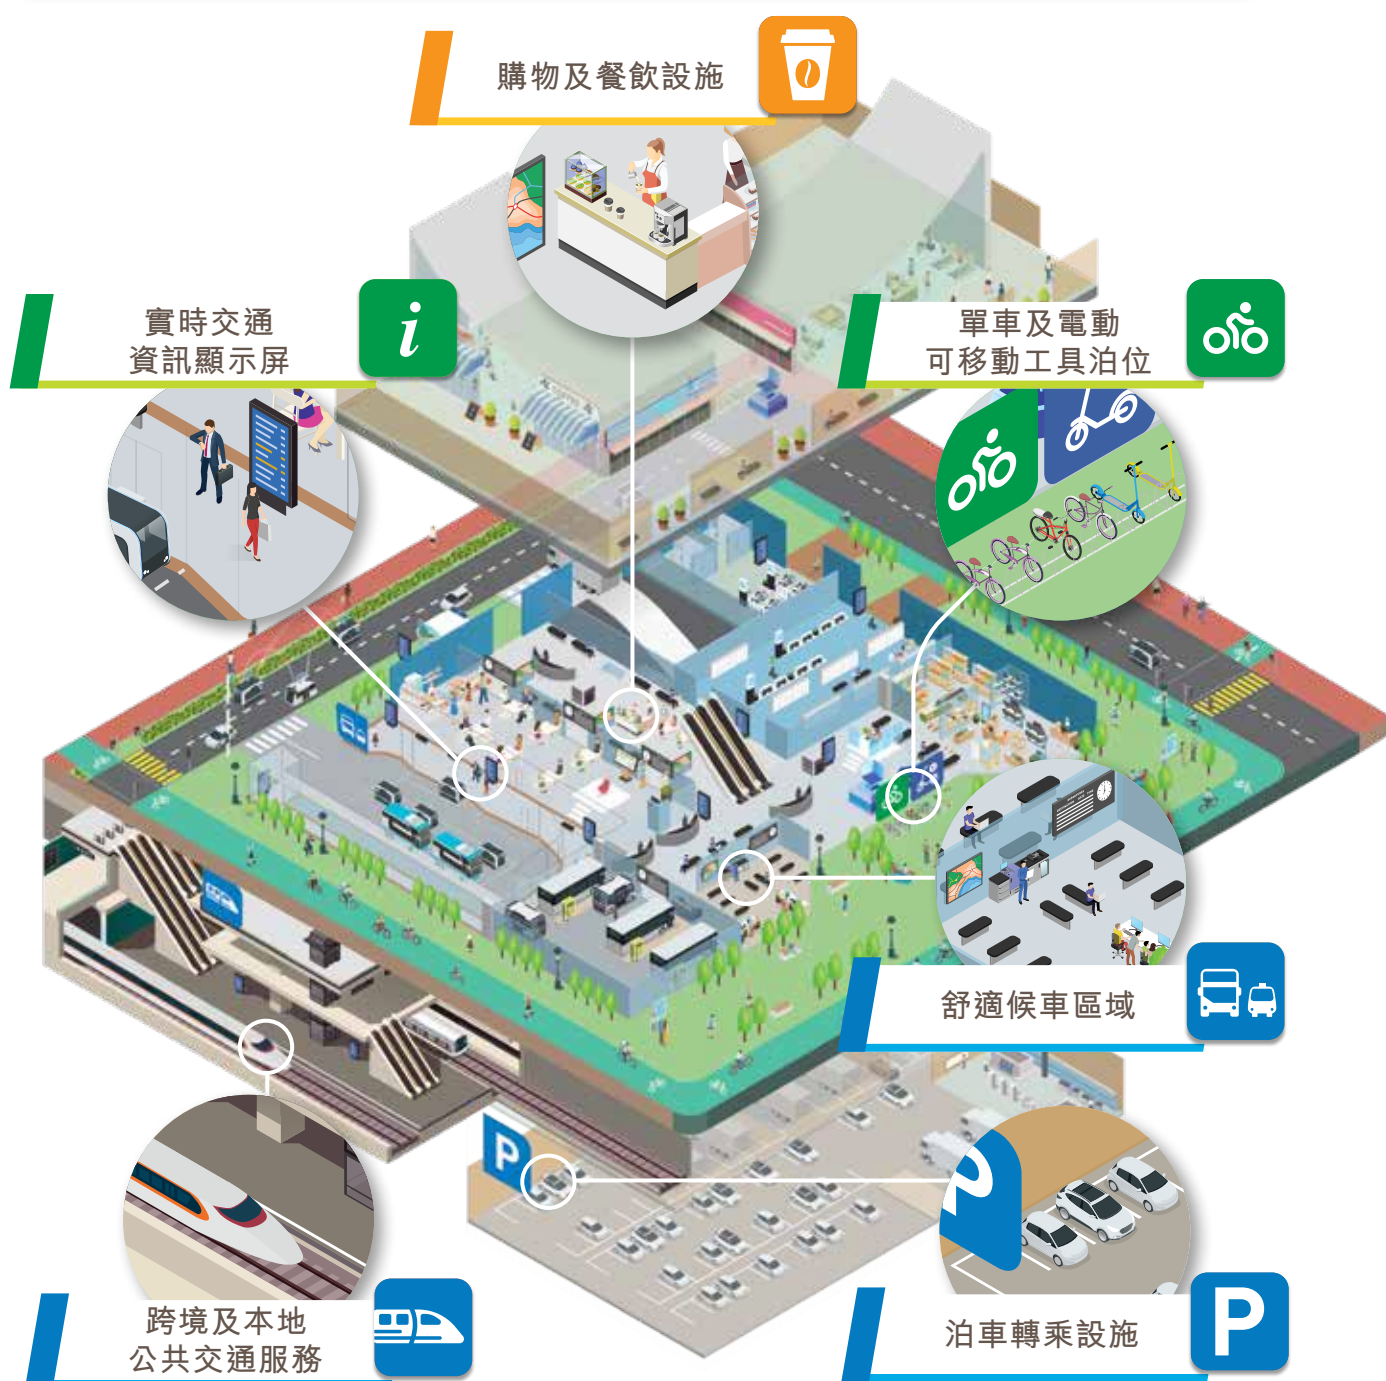 購物及餐飲設施
實時交通
資訊顯示屏
i
單車及電動
可移動工具泊位
舒適候車區域
P
P
跨境及本地
公共交通服務
泊車轉乘設施
P